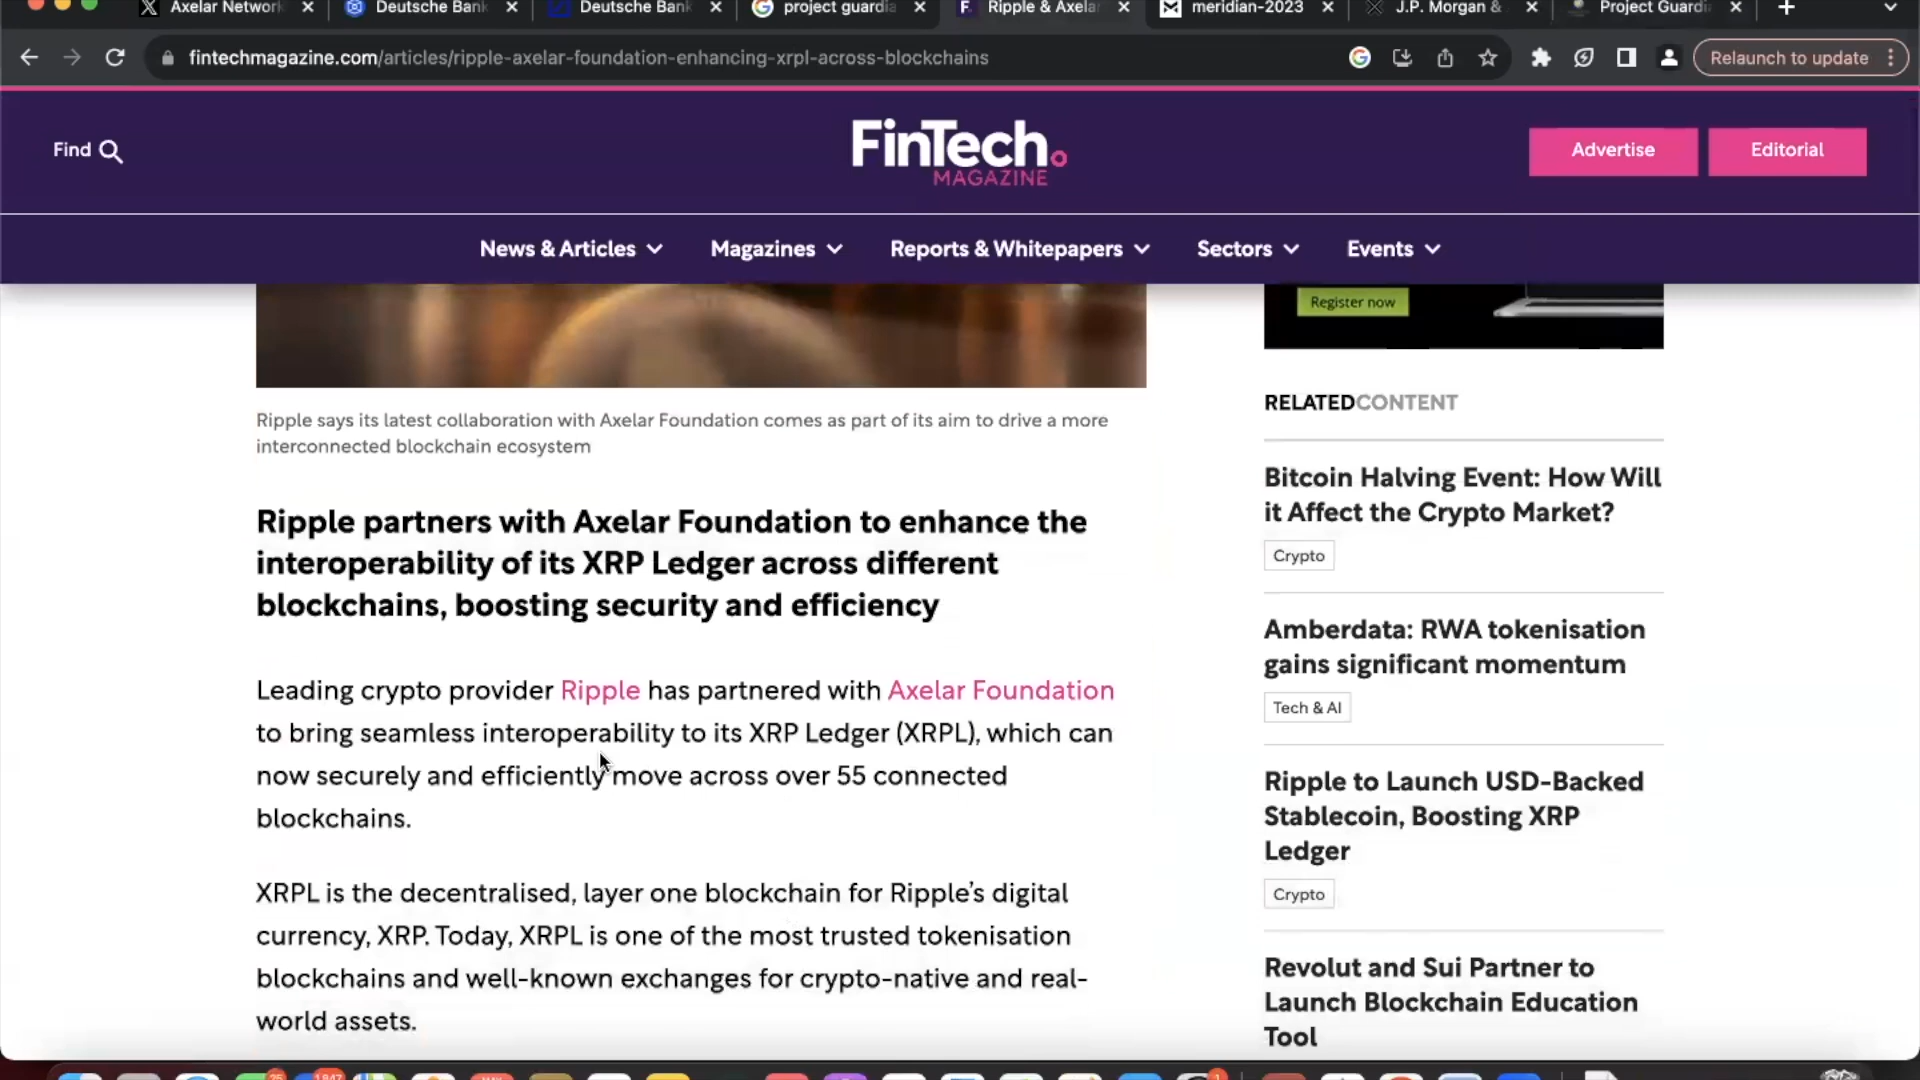 Axelar Network
Deutsche Bank
Deutsche Bank
project guardia
Ripple & Axelar
meridian-2023
J.P. Morgan &
Project Guardi
fintechmagazine.com/articles/ripple-axelar-foundation-enhancing-xrpl-across-blockchains
Relaunch to update
Find
FinTech
MAGAZINE
Advertise
Editorial
News & Articles
Magazines
Reports & Whitepapers
Sectors
Events
Register now
Ripple says its latest collaboration with Axelar Foundation comes as part of its aim to drive a more
interconnected blockchain ecosystem
Ripple partners with Axelar Foundation to enhance the
interoperability of its XRP Ledger across different
blockchains, boosting security and efficiency
Leading crypto provider Ripple has partnered with Axelar Foundation
to bring seamless interoperability to its XRP Ledger (XRPL), which can
now securely and efficiently move across over 55 connected
blockchains.
XRPL is the decentralised, layer one blockchain for Ripple's digital
currency, XRP. Today, XRPL is one of the most trusted tokenisation
blockchains and well-known exchanges for crypto-native and real-
world assets.
RELATEDCONTENT
Bitcoin Halving Event: How Will
it Affect the Crypto Market?
Crypto
Amberdata: RWA tokenisation
gains significant momentum
Tech & AI
Ripple to Launch USD-Backed
Stablecoin, Boosting XRP
Ledger
Crypto
Revolut and Sui Partner to
Launch Blockchain Education
Tool